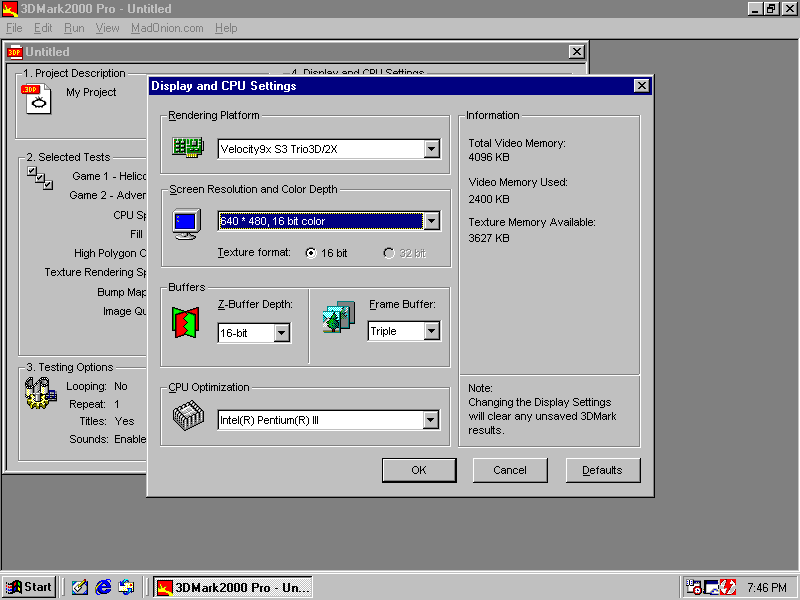 3DMark2000 Pro - Untitled
File Edit Run View MadOnion.com Help
Untitled
1. Project Description
My Project
2. Selected Tests
Game 1 - Helico
Game 2 - Adver
CPU Sp
Fill
High Polygon C
Texture Rendering Sp
Bump Map
Image Qu
3. Testing Options
Looping: No
Repeat: 1
Titles: Yes
Sounds: Enable
4. Display and CPU Settings
Display and CPU Settings
Rendering Platform
Velocity9x S3 Trio3D/2X
Screen Resolution and Color Depth
640 * 480, 16 bit color
Texture format: 16 bit 32 bit
Buffers
Z-Buffer Depth:
16-bit
Frame Buffer:
Triple
CPU Optimization
Intel(R) Pentium(R) III
Information
Total Video Memory:
4096 KB
Video Memory Used:
2400 KB
Texture Memory Available:
3627 KB
Note:
Changing the Display Settings
will clear any unsaved 3DMark
results.
OK Cancel Defaults
Start 3DMark2000 Pro - Un... 7:46 PM